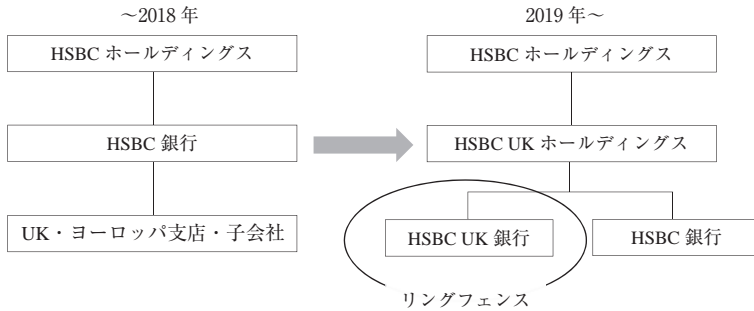 ～2018 年
HSBC ホールディングス
HSBC 銀行
UK・ヨーロッパ支店・子会社
2019 年～
HSBC ホールディングス
HSBC UK ホールディングス
HSBC UK 銀行
HSBC 銀行
リングフェンス